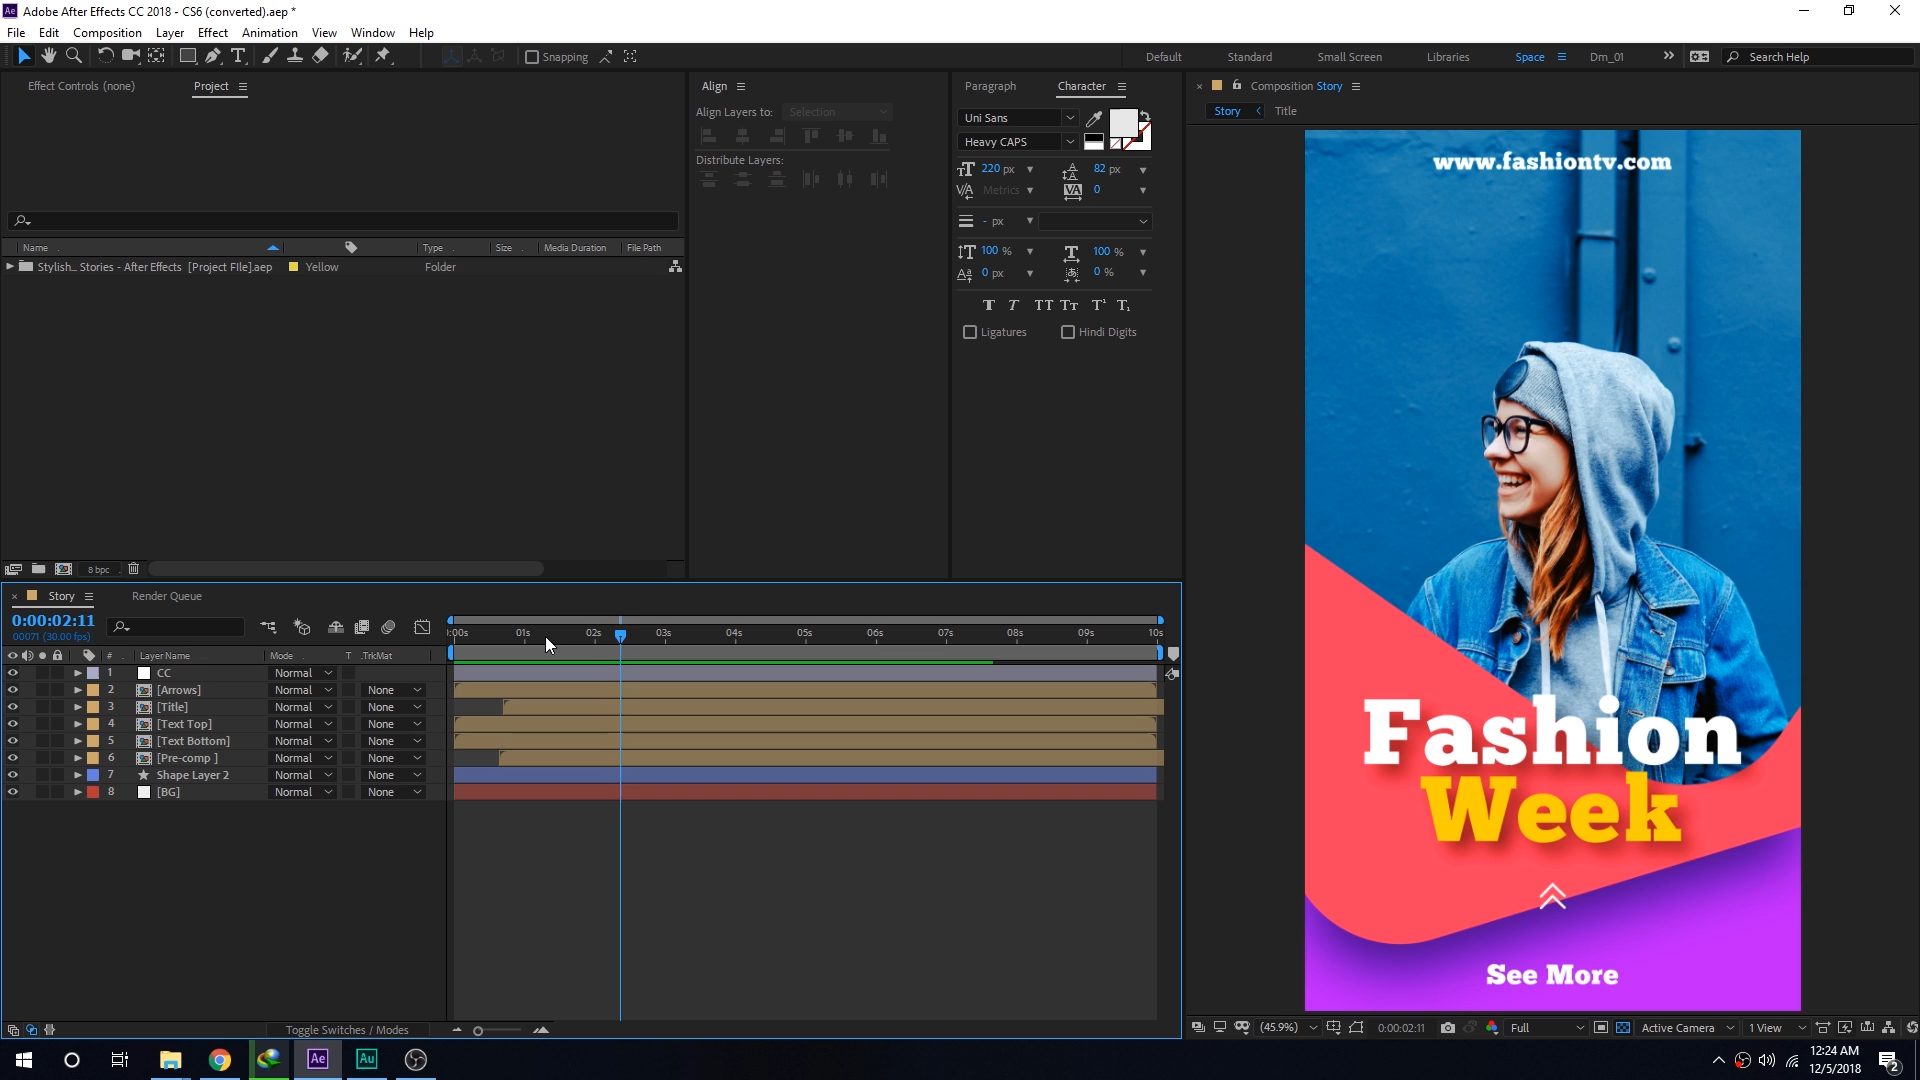 Ae Adobe After Effects CC 2018 - CS6 (converted).aep *
File Edit Composition Layer Effect Animation View Window Help
Snapping
Default Standard Small Screen Libraries Space Dm_01 Search Help
Effect Controls (none) Project
Name Type Size Media Duration File Path
Stylish_ Stories - After Effects [Project FIle].aep Yellow Folder
8 bpc
Align
Align Layers to: Selection
Distribute Layers:
Paragraph Character
Uni Sans
Heavy CAPS
220 px 82 px
Metrics 0
- px
100 % 100 %
0 px 0 %
T T TT Tт T¹ T₁
Ligatures Hindi Digits
Composition Story
Story Title
www.fashiontv.com
Fashion
Week
See More
(45.9%) 0:00:02:11 Full Active Camera 1 View
Story Render Queue
0:00:02:11
00071 (30.00 fps)
:00s 01s 02s 03s 04s 05s 06s 07s 08s 09s 10s
# Layer Name Mode T .TrkMat
1 CC Normal
2 [Arrows] Normal None
3 [Title] Normal None
4 [Text Top] Normal None
5 [Text Bottom] Normal None
6 [Pre-comp ] Normal None
7 Shape Layer 2 Normal None
8 [BG] Normal None
Toggle Switches / Modes
Ae Au
12:24 AM
12/5/2018
2